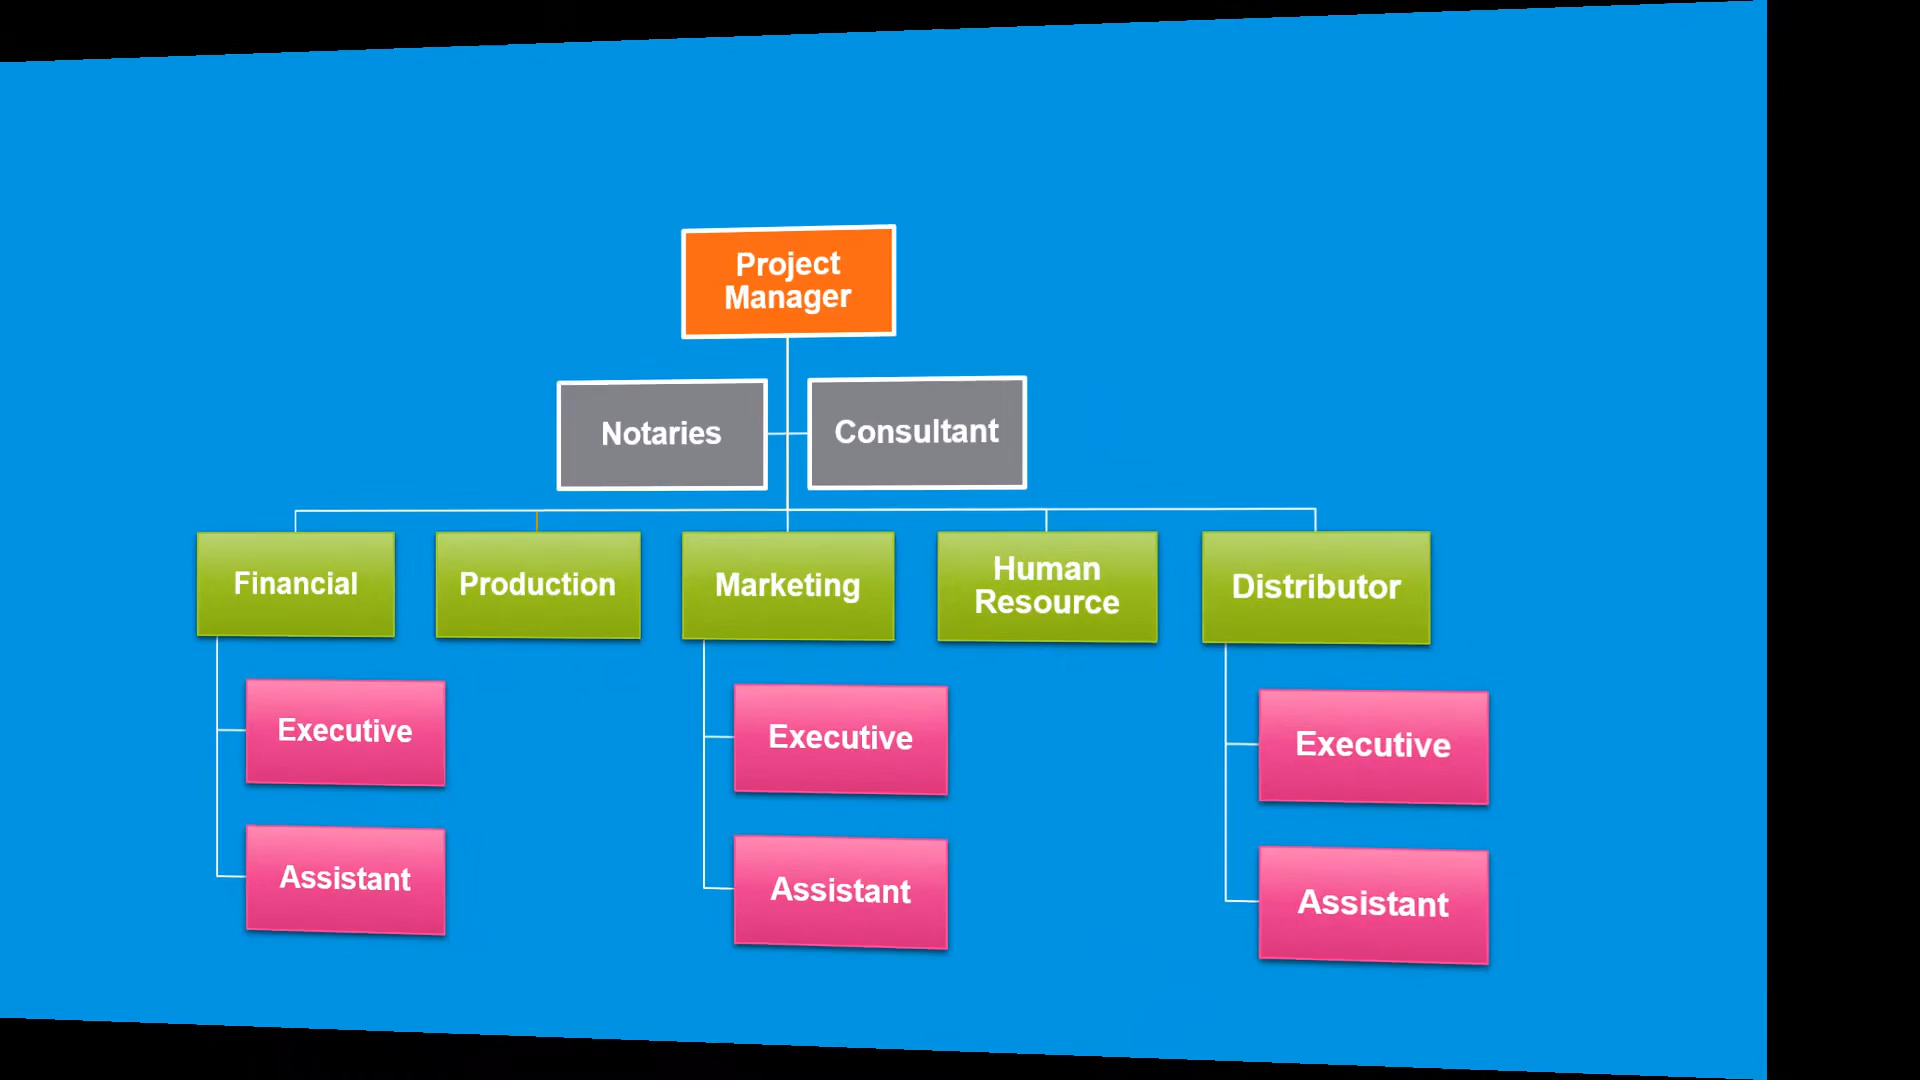 Project
Manager
Notaries
Consultant
Financial
Production
Marketing
Human
Resource
Distributor
Executive
Executive
Executive
Assistant
Assistant
Assistant